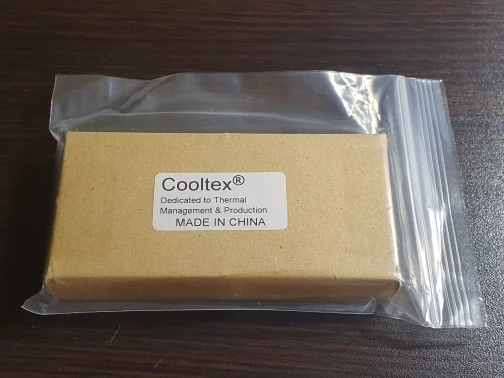 Cooltex®
Dedicated to Thermal
Management & Production
MADE IN CHINA